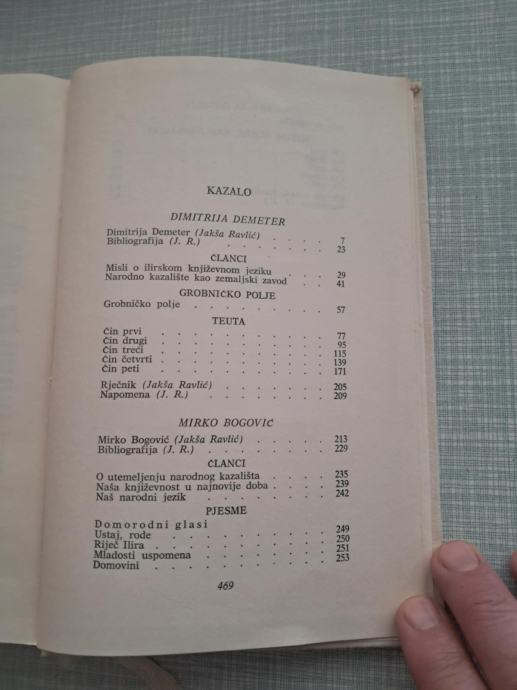 KAZALO
DIMITRIJA DEMETER
Dimitrija Demeter (Jakša Ravlić) . . . . 7
Bibliografija (J. R.) . . . . . . 23
ČLANCI
Misli o ilirskom književnom jeziku . . . 29
Narodno kazalište kao zemaljski zavod . . 41
GROBNIČKO POLJE
Grobničko polje . . . . . . . 57
TEUTA
Čin prvi . . . . . . . . 77
Čin drugi . . . . . . . . 95
Čin treći . . . . . . . . 115
Čin četvrti . . . . . . . . 139
Čin peti . . . . . . . . 171
Rječnik (Jakša Ravlić) . . . . . . 205
Napomena (J. R.) . . . . . . . 209
MIRKO BOGOVIĆ
Mirko Bogović (Jakša Ravlić) . . . . . 213
Bibliografija (J. R.) . . . . . . . 229
ČLANCI
O utemeljenju narodnog kazališta . . . . 235
Naša književnost u najnovije doba . . . . 239
Naš narodni jezik . . . . . . . 242
PJESME
Domorodni glasi
Ustaj, rode . . . . . . . . 249
Riječ Ilira . . . . . . . . 250
Mladosti uspomena . . . . . . . 251
Domovini . . . . . . . . . 253
469